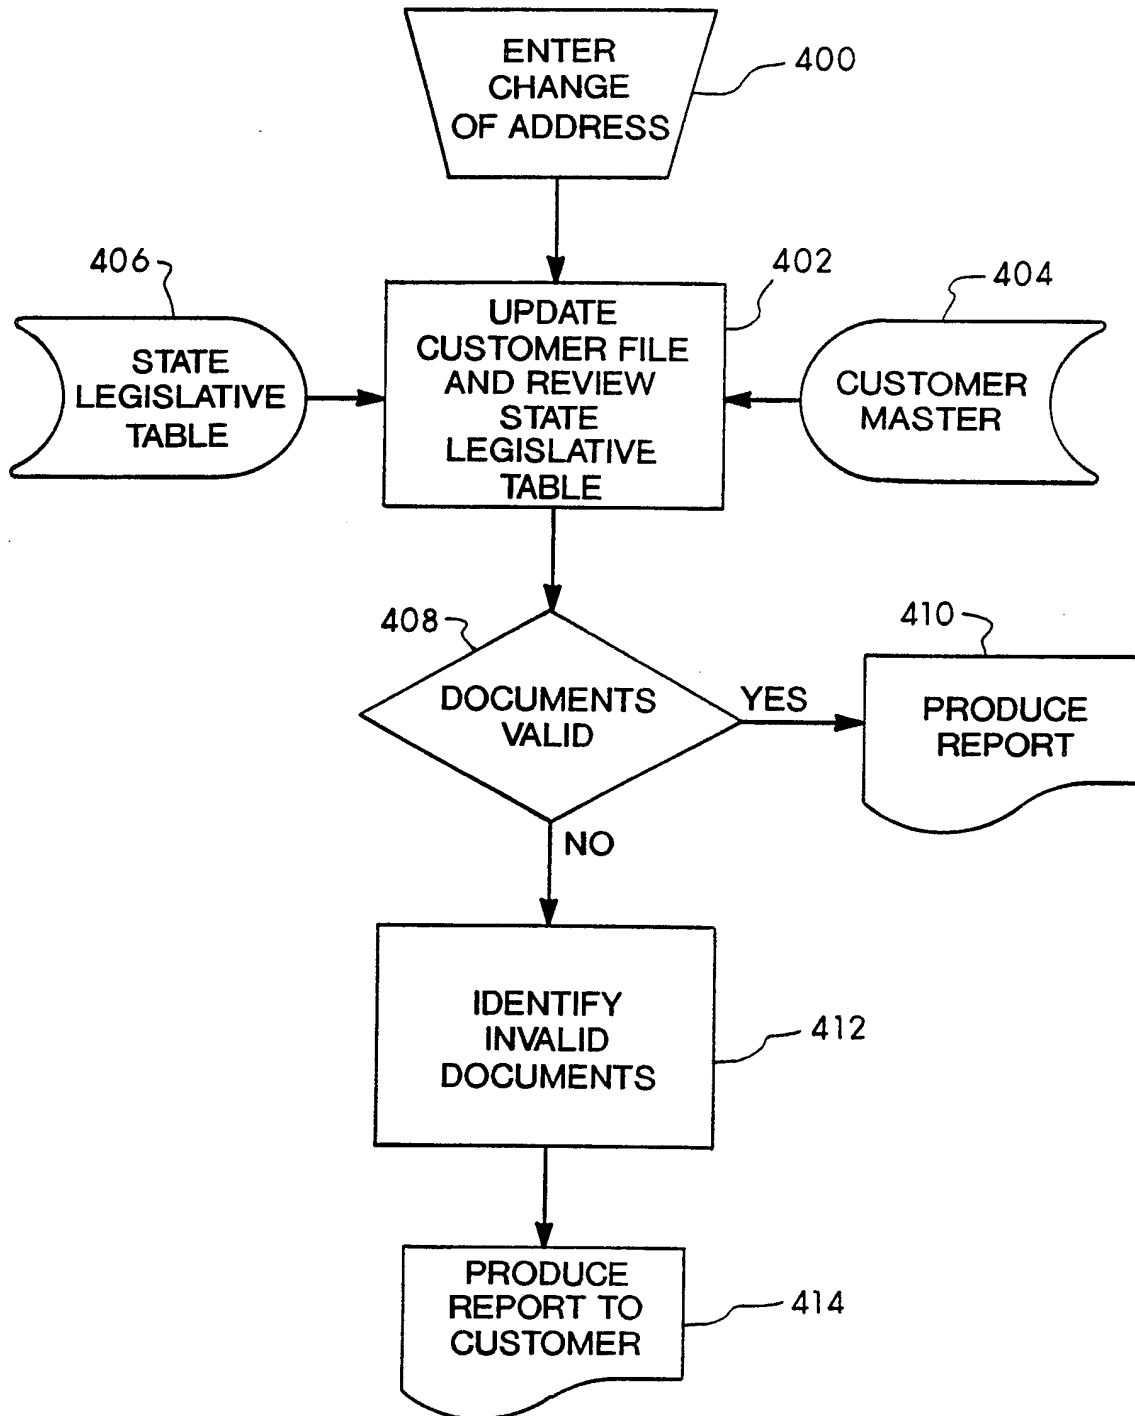 ENTER
CHANGE
OF ADDRESS
400
406
402
404
STATE
LEGISLATIVE
TABLE
UPDATE
CUSTOMER FILE
AND REVIEW
STATE
LEGISLATIVE
TABLE
CUSTOMER
MASTER
408
410
DOCUMENTS
VALID
YES
PRODUCE
REPORT
NO
IDENTIFY
INVALID
DOCUMENTS
412
PRODUCE
REPORT TO
CUSTOMER
414